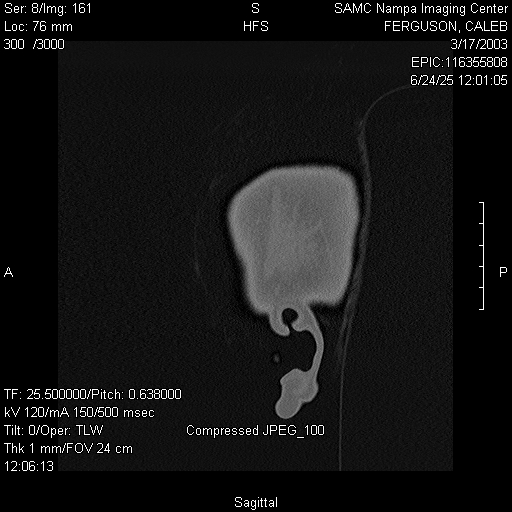 Ser: 8/Img: 161
Loc: 76 mm
300 /3000
S
HFS
SAMC Nampa Imaging Center
FERGUSON, CALEB
3/17/2003
EPIC:116355808
6/24/25 12:01:05
A
P
TF: 25.500000/Pitch: 0.638000
kV 120/mA 150/500 msec
Tilt: 0/Oper: TLW
Thk 1 mm/FOV 24 cm
12:06:13
Compressed JPEG_100
Sagittal